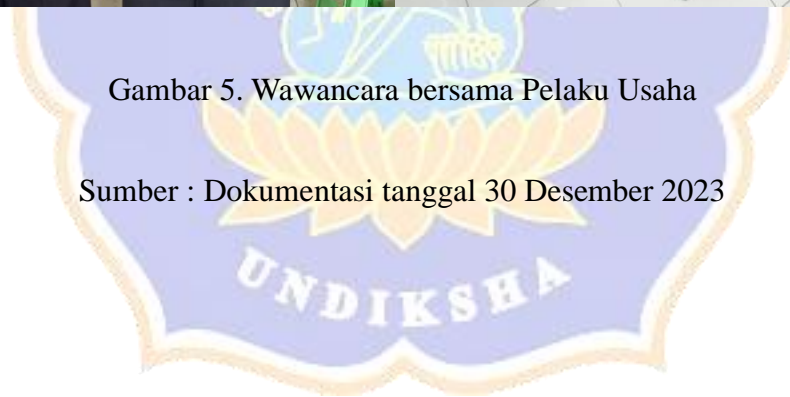 Gambar 5. Wawancara bersama Pelaku Usaha
Sumber : Dokumentasi tanggal 30 Desember 2023
UNDIKSHA